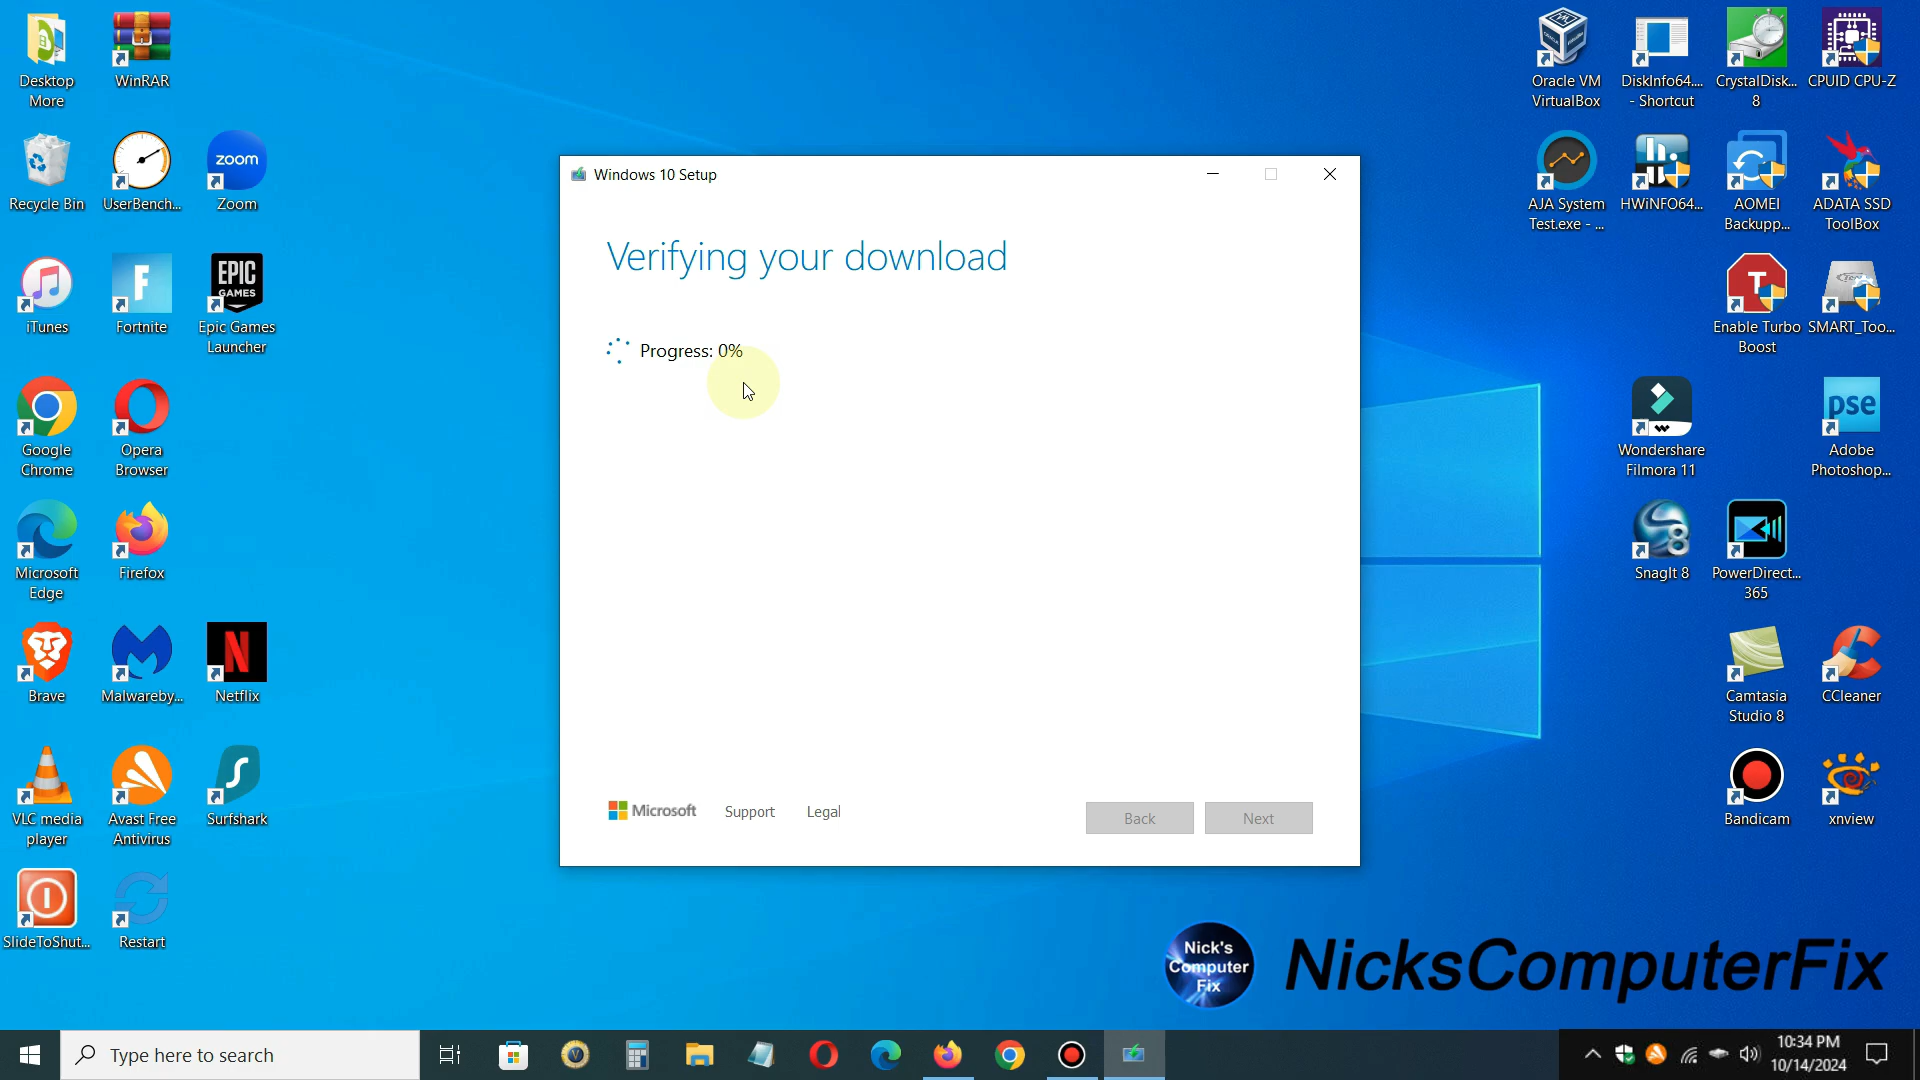 Desktop
More
WinRAR
Recycle Bin
UserBench...
zoom
Zoom
iTunes
F
Fortnite
EPIC
GAMES
Epic Games
Launcher
Google
Chrome
Opera
Browser
Microsoft
Edge
Firefox
Brave
Malwareby...
N
Netflix
VLC media
player
Avast Free
Antivirus
S
Surfshark
SlideToShut...
Restart
Windows 10 Setup
Verifying your download
Progress: 0%
Microsoft
Support
Legal
Back
Next
Oracle VM
VirtualBox
DiskInfo64....
- Shortcut
CrystalDisk...
8
CPUID CPU-Z
AJA System
Test.exe - ...
HWiNFO64...
AOMEI
Backupp...
ADATA SSD
ToolBox
T
Enable Turbo
Boost
SMART_Too...
Wondershare
Filmora 11
pse
Adobe
Photoshop...
8
SnagIt 8
PowerDirect...
365
Camtasia
Studio 8
CCleaner
Bandicam
xnview
Nick's
Computer
Fix
NicksComputerFix
Type here to search
V
10:34 PM
10/14/2024